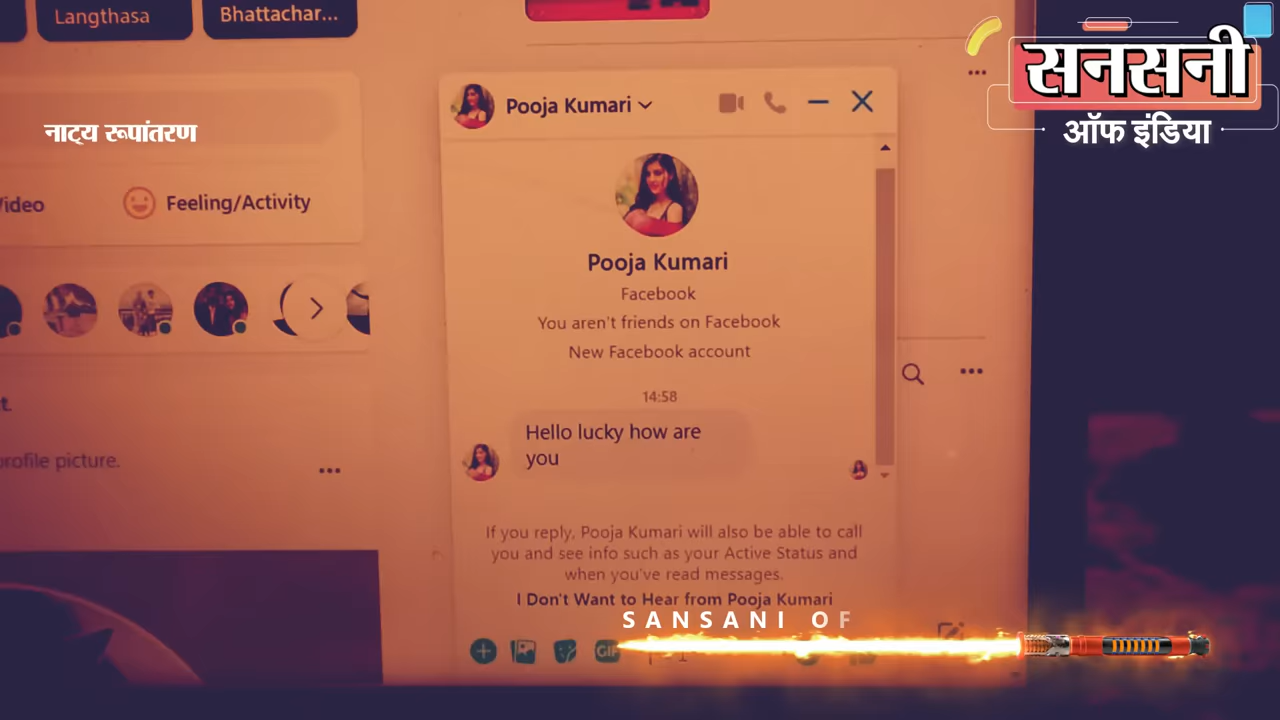 Langthasa
Bhattachar...
सनसनी
ऑफ इंडिया
नाट्य रूपांतरण
Pooja Kumari
Feeling/Activity
Pooja Kumari
Facebook
You aren't friends on Facebook
New Facebook account
14:58
Hello lucky how are
you
profile picture.
If you reply, Pooja Kumari will also be able to call
you and see info such as your Active Status and
when you've read messages.
I Don't Want to Hear from Pooja Kumari
SANSANI OF
GIF